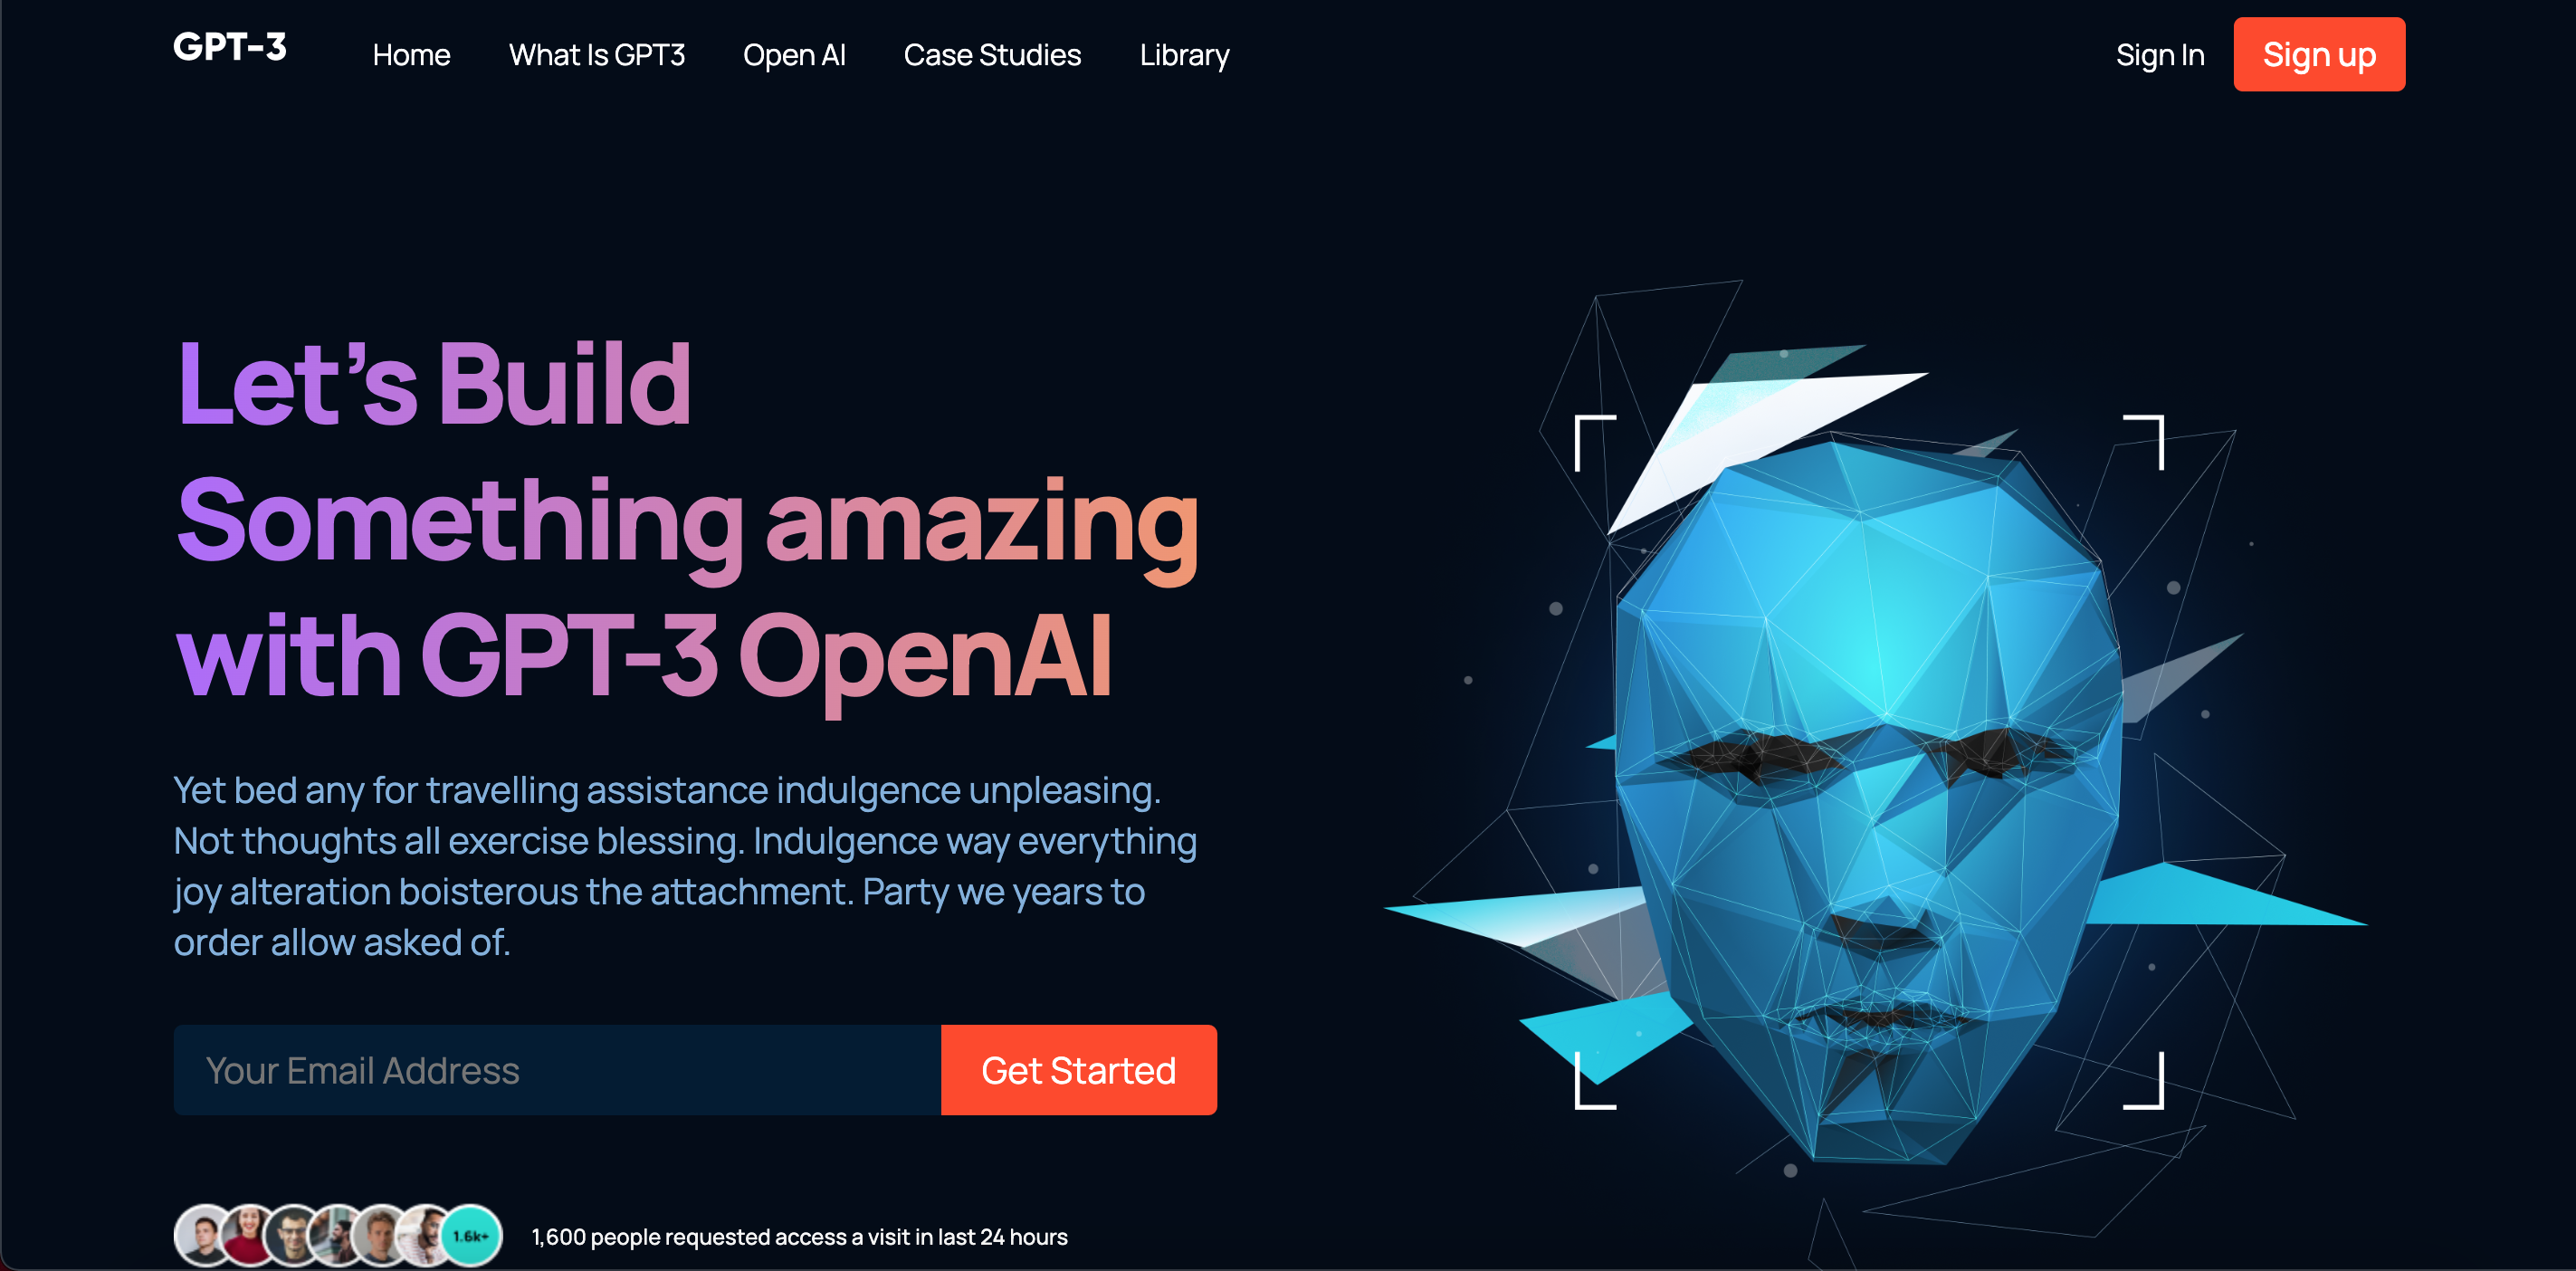 GPT-3
Home
What Is GPT3
Open AI
Case Studies
Library
Sign In
Sign up
Let’s Build
Something amazing
with GPT-3 OpenAI
Yet bed any for travelling assistance indulgence unpleasing.
Not thoughts all exercise blessing. Indulgence way everything
joy alteration boisterous the attachment. Party we years to
order allow asked of.
Your Email Address
Get Started
1.6k+
1,600 people requested access a visit in last 24 hours